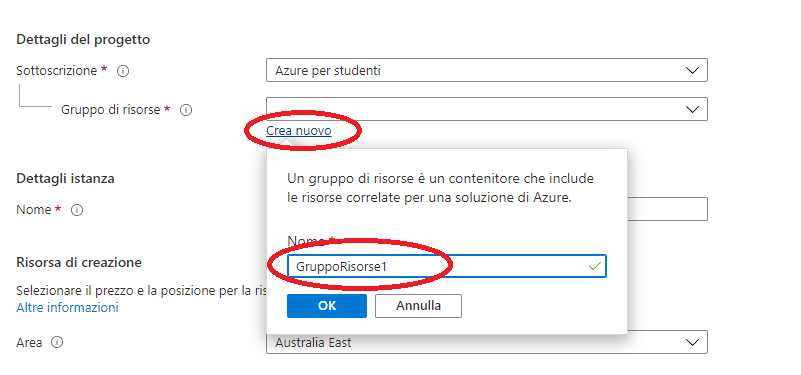 Dettagli del progetto
Sottoscrizione *
Azure per studenti
Gruppo di risorse *
Crea nuovo
Un gruppo di risorse è un contenitore che include
le risorse correlate per una soluzione di Azure.
Dettagli istanza
Nome *
Nome *
GruppoRisorse1
Risorsa di creazione
Selezionare il prezzo e la posizione per la ris
Altre informazioni
OK
Annulla
Area
Australia East